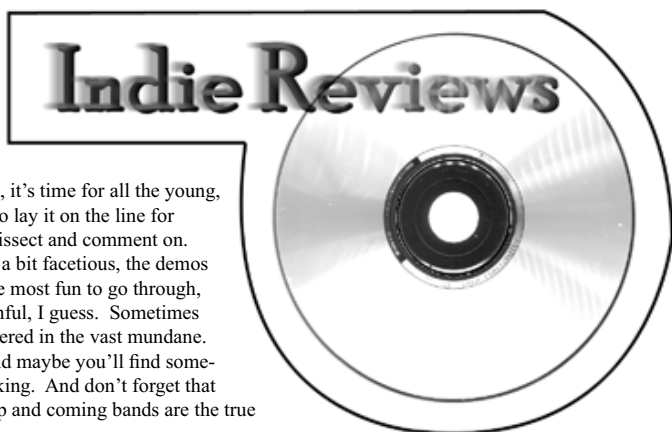 Indie Reviews
, it’s time for all the young,
o lay it on the line for
issect and comment on.
a bit facetious, the demos
e most fun to go through,
nful, I guess.  Sometimes
ered in the vast mundane.
d maybe you’ll find some-
king.  And don’t forget that
p and coming bands are the true